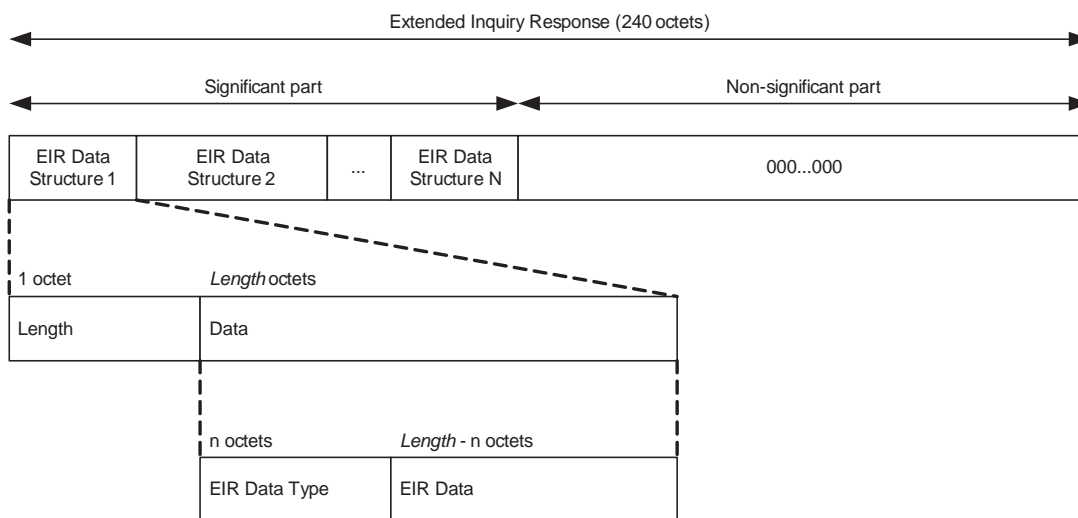 Extended Inquiry Response (240 octets)
Significant part
Non-significant part
EIR Data
Structure 1
EIR Data
Structure 2
...
EIR Data
Structure N
000...000
1 octet
Length octets
Length
Data
n octets
Length - n octets
EIR Data Type
EIR Data